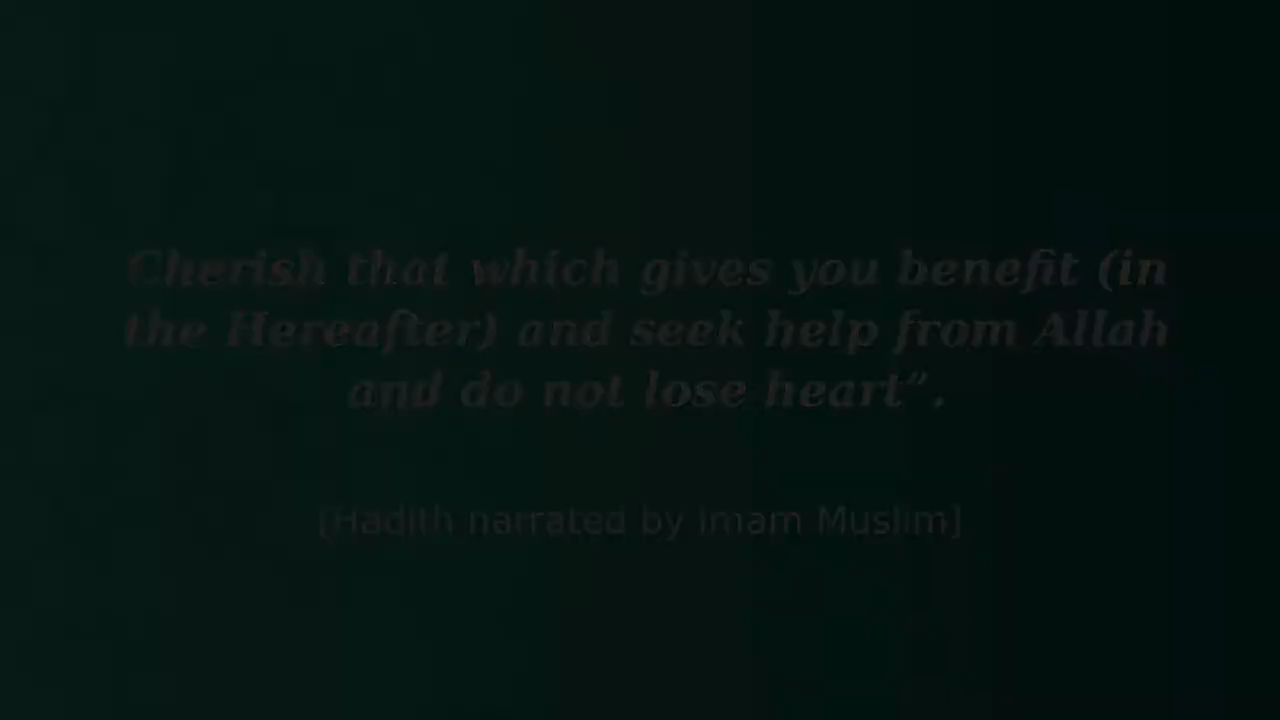 Cherish that which gives you benefit (in
the Hereafter) and seek help from Allah
and do not lose heart”.
[Hadith narrated by Imam Muslim]